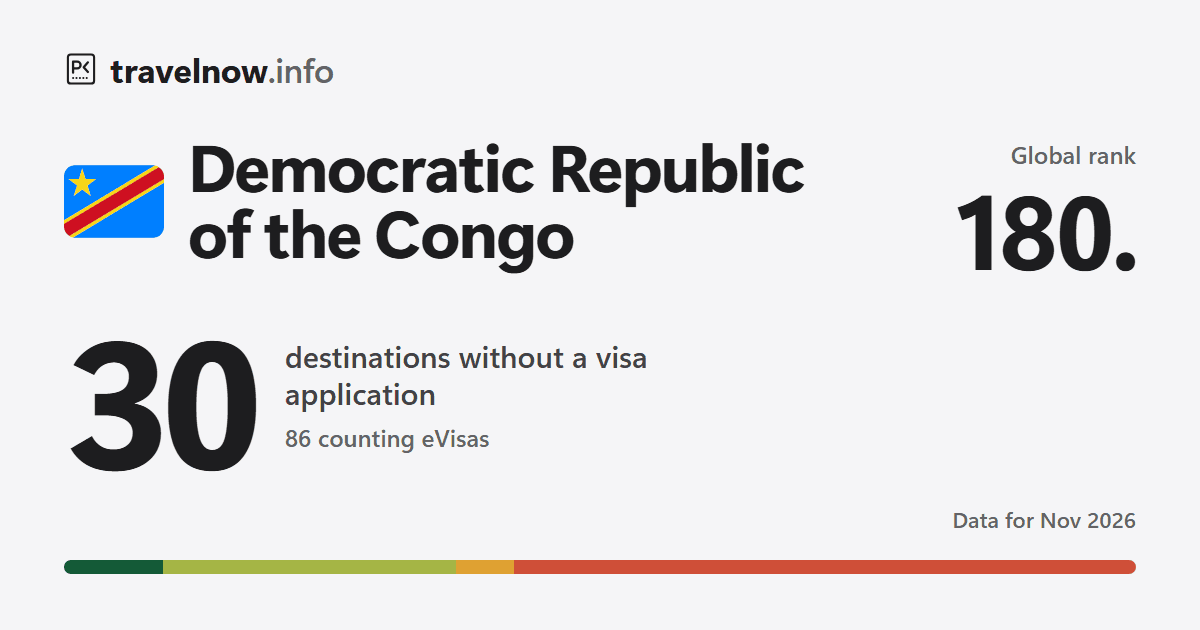 PK
travelnow.info
Democratic Republic
of the Congo
Global rank
180.
30
destinations without a visa
application
86 counting eVisas
Data for Nov 2026